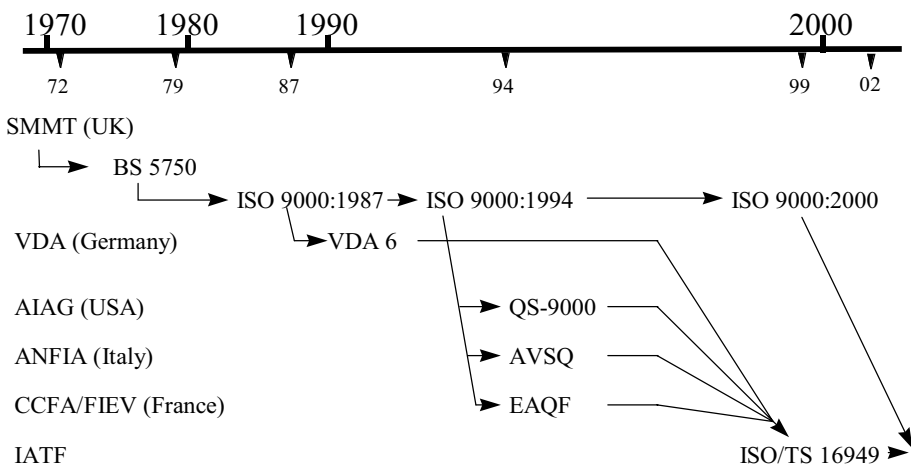 1970 1980 1990 2000
72 79 87 94 99 02
SMMT (UK)
BS 5750
ISO 9000:1987 ISO 9000:1994 ISO 9000:2000
VDA (Germany) VDA 6
AIAG (USA) QS-9000
ANFIA (Italy) AVSQ
CCFA/FIEV (France) EAQF
IATF ISO/TS 16949